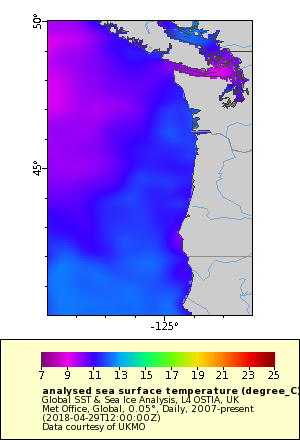 50°
45°
-125°
7 9 11 13 15 17 19 21 23 25
analysed sea surface temperature (degree_C)
Global SST & Sea Ice Analysis, L4 OSTIA, UK
Met Office, Global, 0.05°, Daily, 2007-present
(2018-04-29T12:00:00Z)
Data courtesy of UKMO